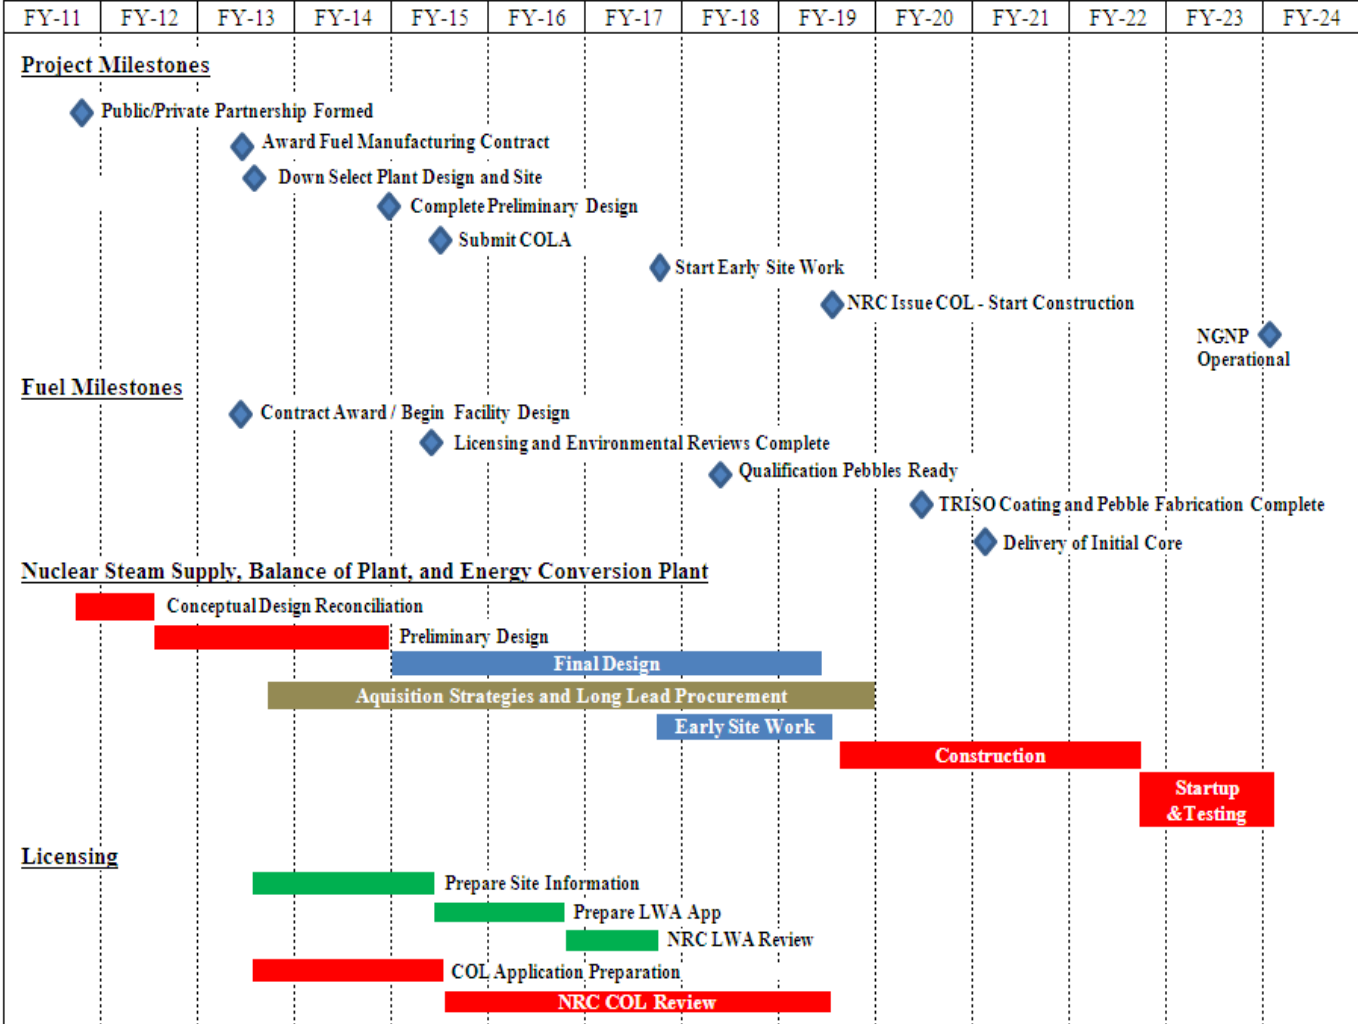 FY-11 FY-12 FY-13 FY-14 FY-15 FY-16 FY-17 FY-18 FY-19 FY-20 FY-21 FY-22 FY-23 FY-24
Project Milestones
Public/Private Partnership Formed
Award Fuel Manufacturing Contract
Down Select Plant Design and Site
Complete Preliminary Design
Submit COLA
Start Early Site Work
NRC Issue COL - Start Construction
NGNP
Operational
Fuel Milestones
Contract Award / Begin Facility Design
Licensing and Environmental Reviews Complete
Qualification Pebbles Ready
TRISO Coating and Pebble Fabrication Complete
Delivery of Initial Core
Nuclear Steam Supply, Balance of Plant, and Energy Conversion Plant
Conceptual Design Reconciliation
Preliminary Design
Final Design
Aquisition Strategies and Long Lead Procurement
Early Site Work
Construction
Startup
&Testing
Licensing
Prepare Site Information
Prepare LWA App
NRC LWA Review
COL Application Preparation
NRC COL Review